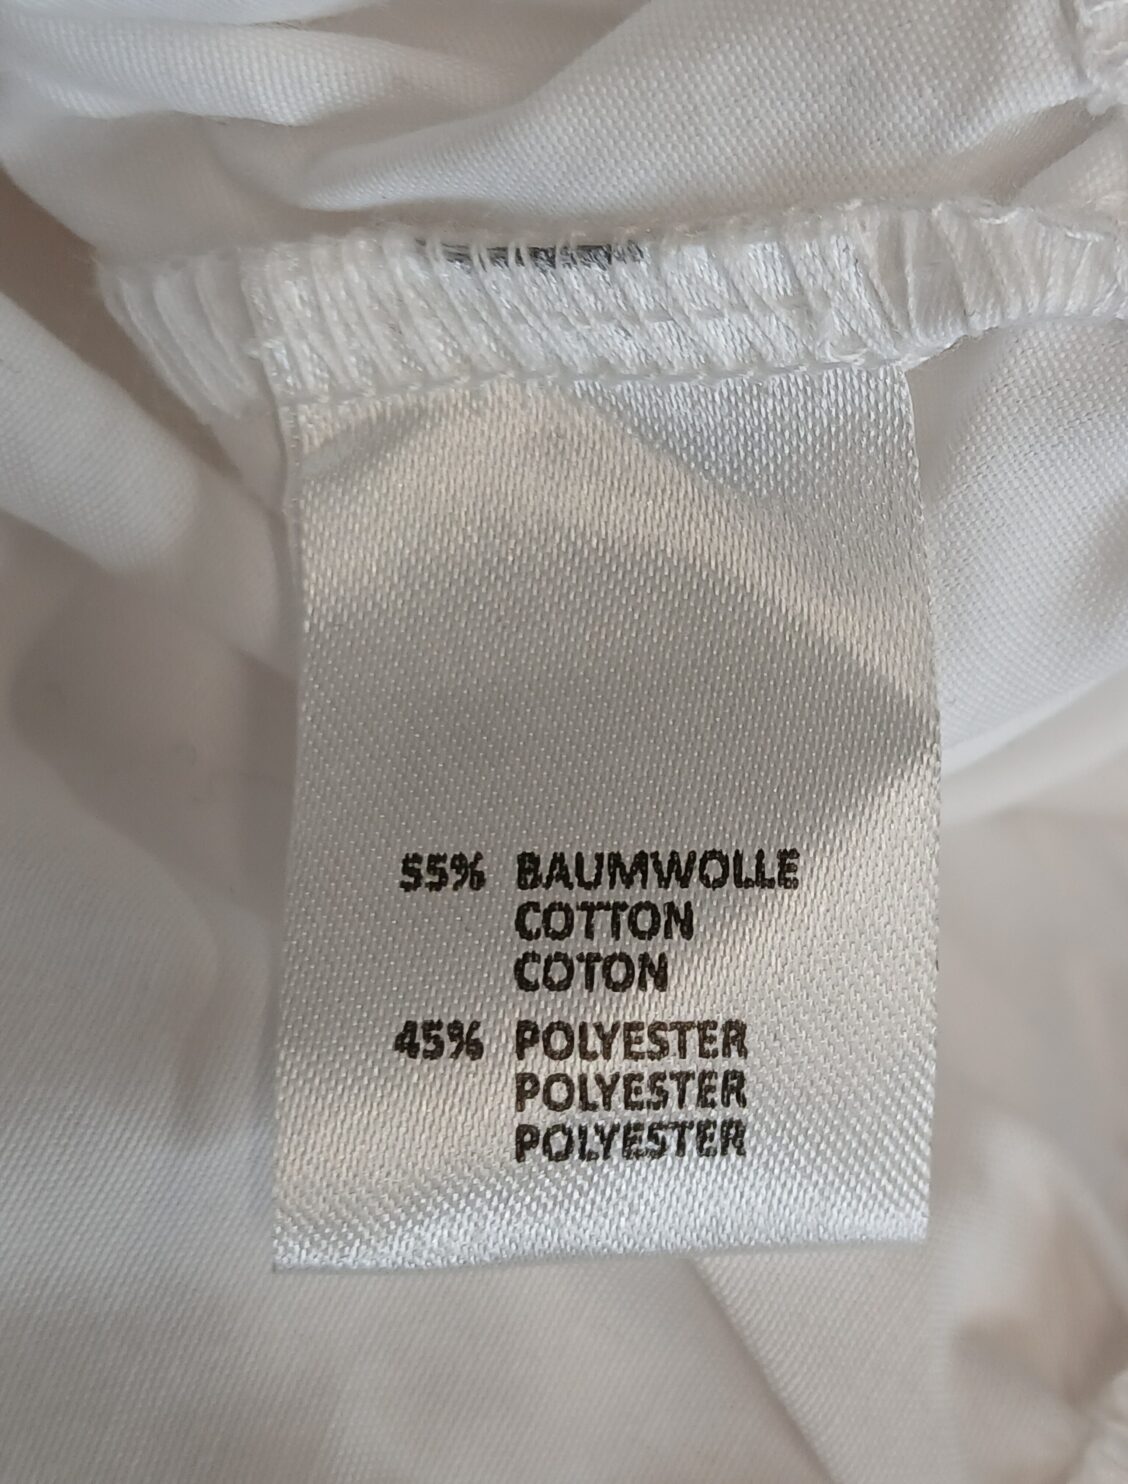 55% BAUMWOLLE
COTTON
COTON
45% POLYESTER
POLYESTER
POLYESTER